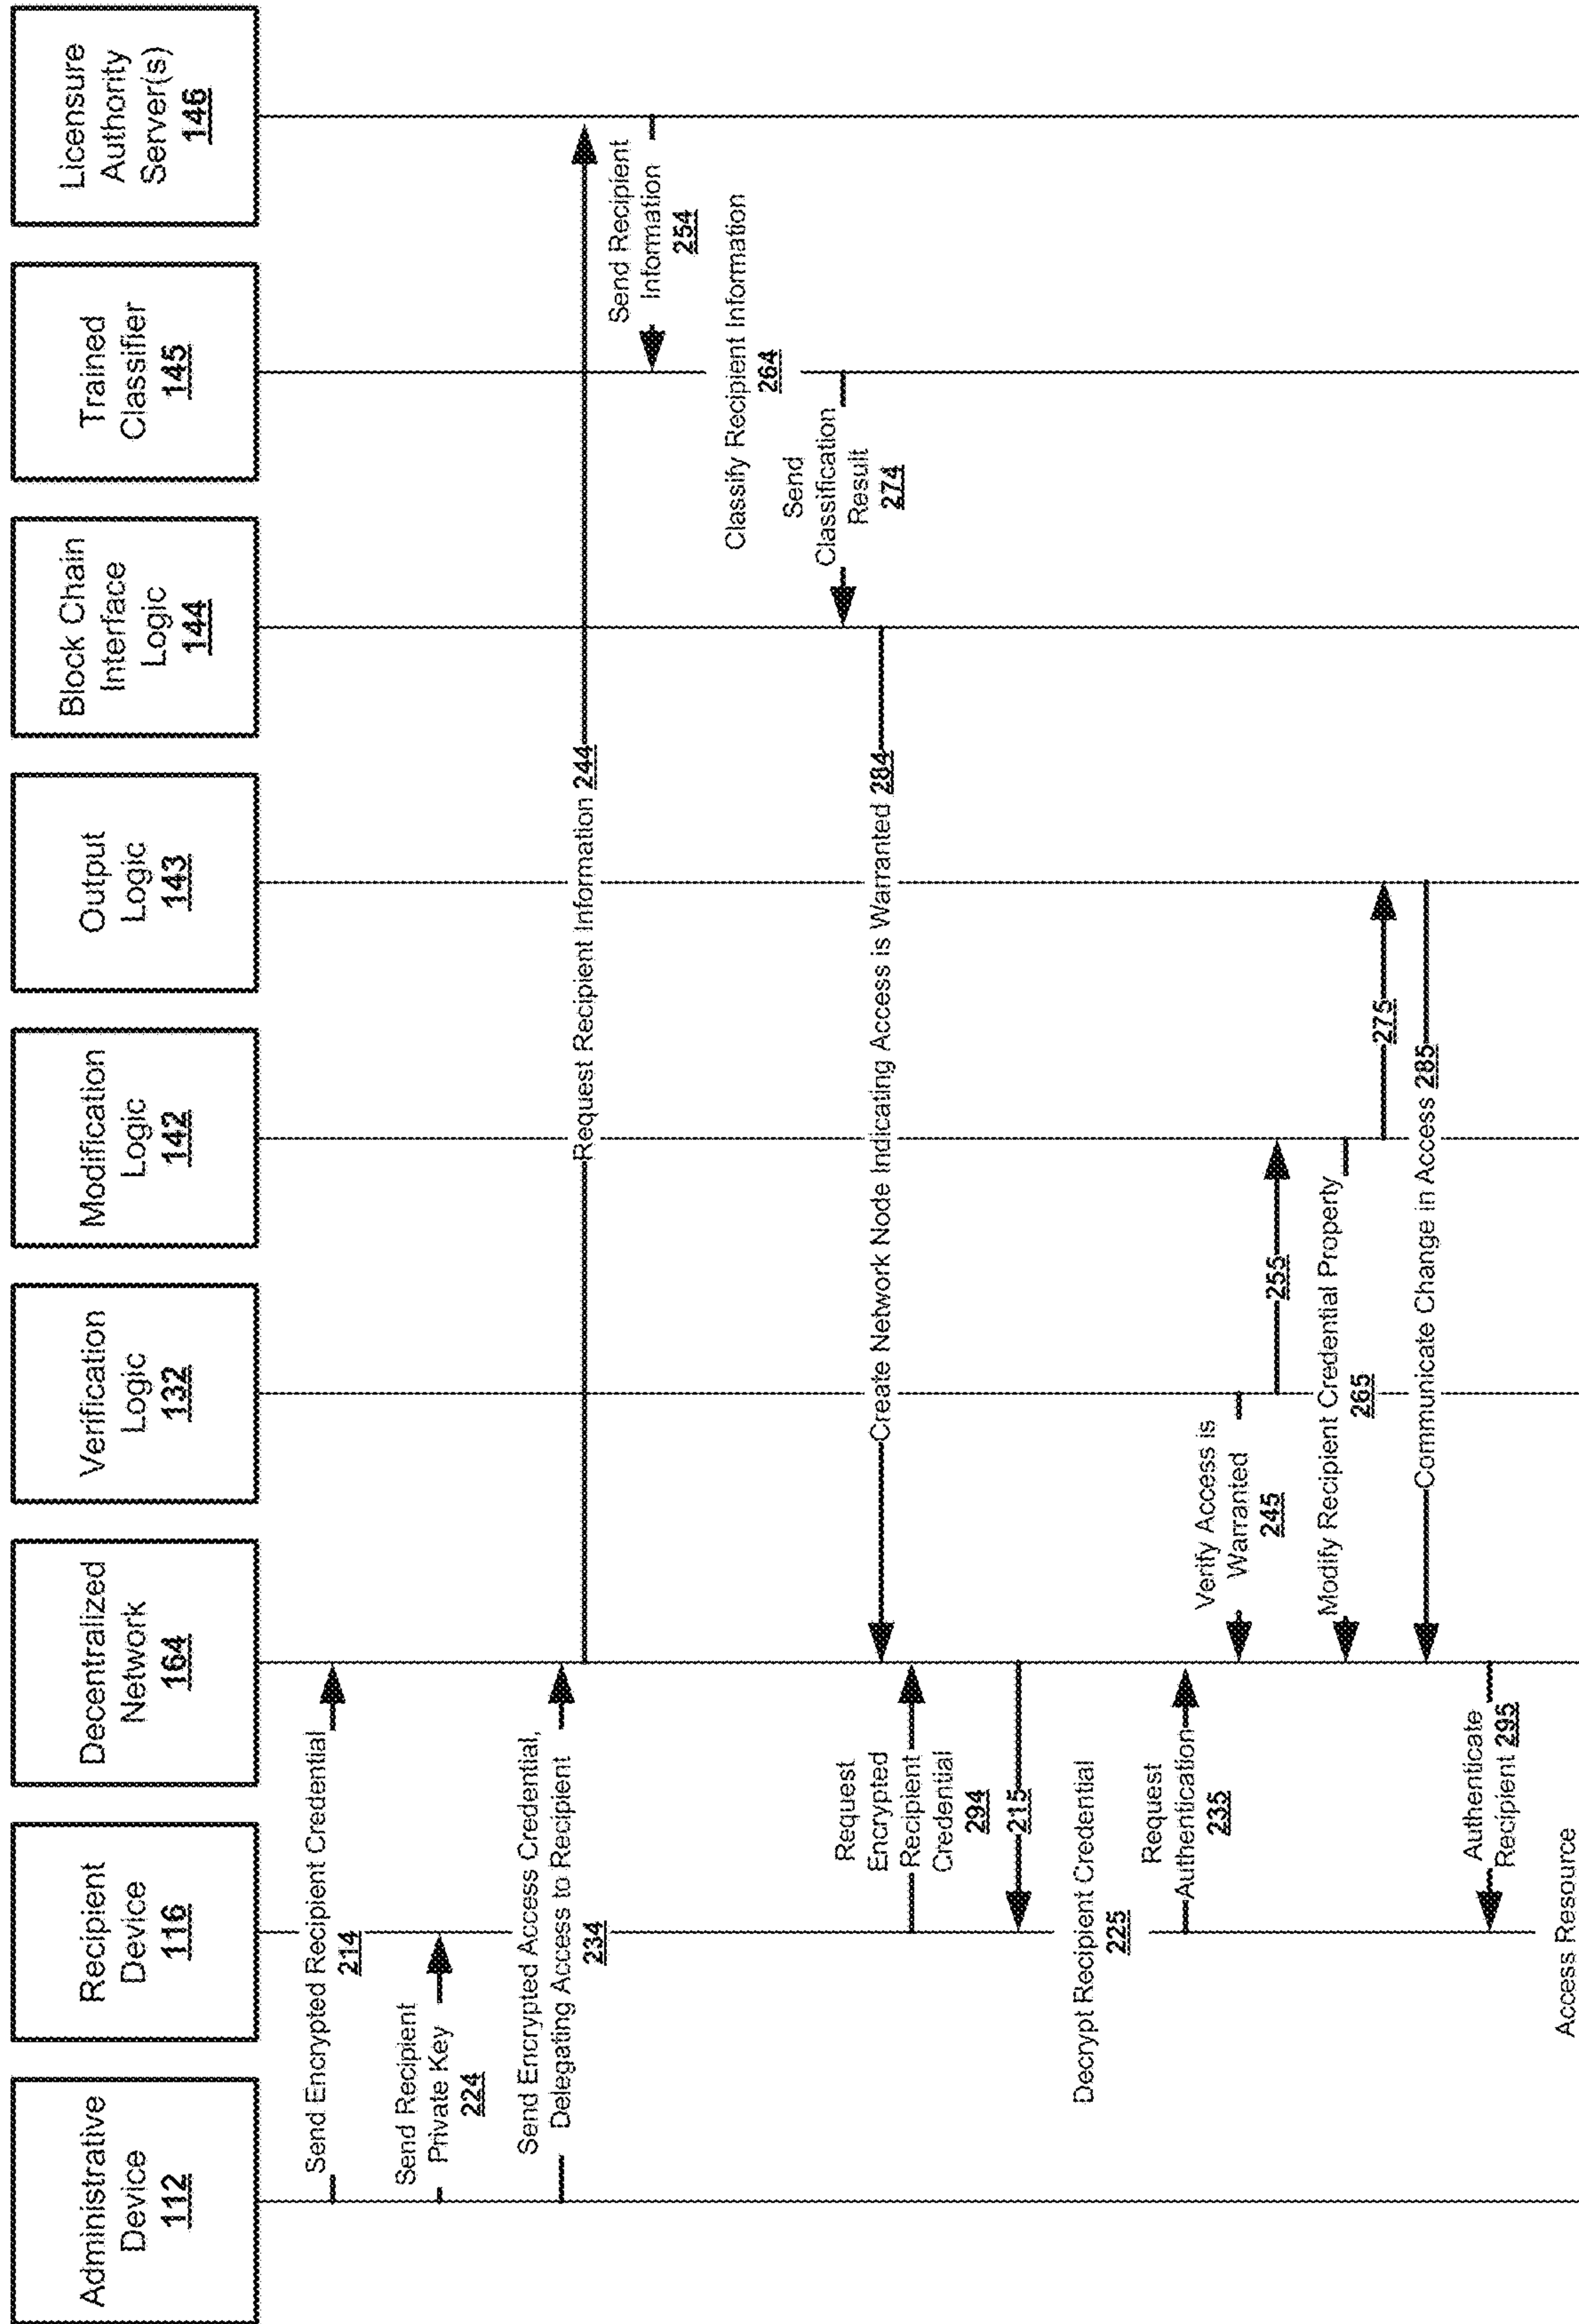 Administrative
Device
112
Recipient
Device
116
Decentralized
Network
164
Verification
Logic
132
Modification
Logic
142
Output
Logic
143
Block Chain
Interface
Logic
144
Trained
Classifier
145
Licensure
Authority
Server(s)
146
Send Encrypted Recipient Credential
214
Send Recipient
Private Key
224
Send Encrypted Access Credential,
Delegating Access to Recipient
234
Request Recipient Information 244
Send Recipient
Information
254
Classify Recipient Information
264
Send
Classification
Result
274
Create Network Node Indicating Access is Warranted 284
Request
Encrypted
Recipient
Credential
294
215
Decrypt Recipient Credential
225
Request
Authentication
235
Verify Access is
Warranted
245
255
Modify Recipient Credential Property
265
275
Communicate Change in Access 285
Authenticate
Recipient 295
Access Resource